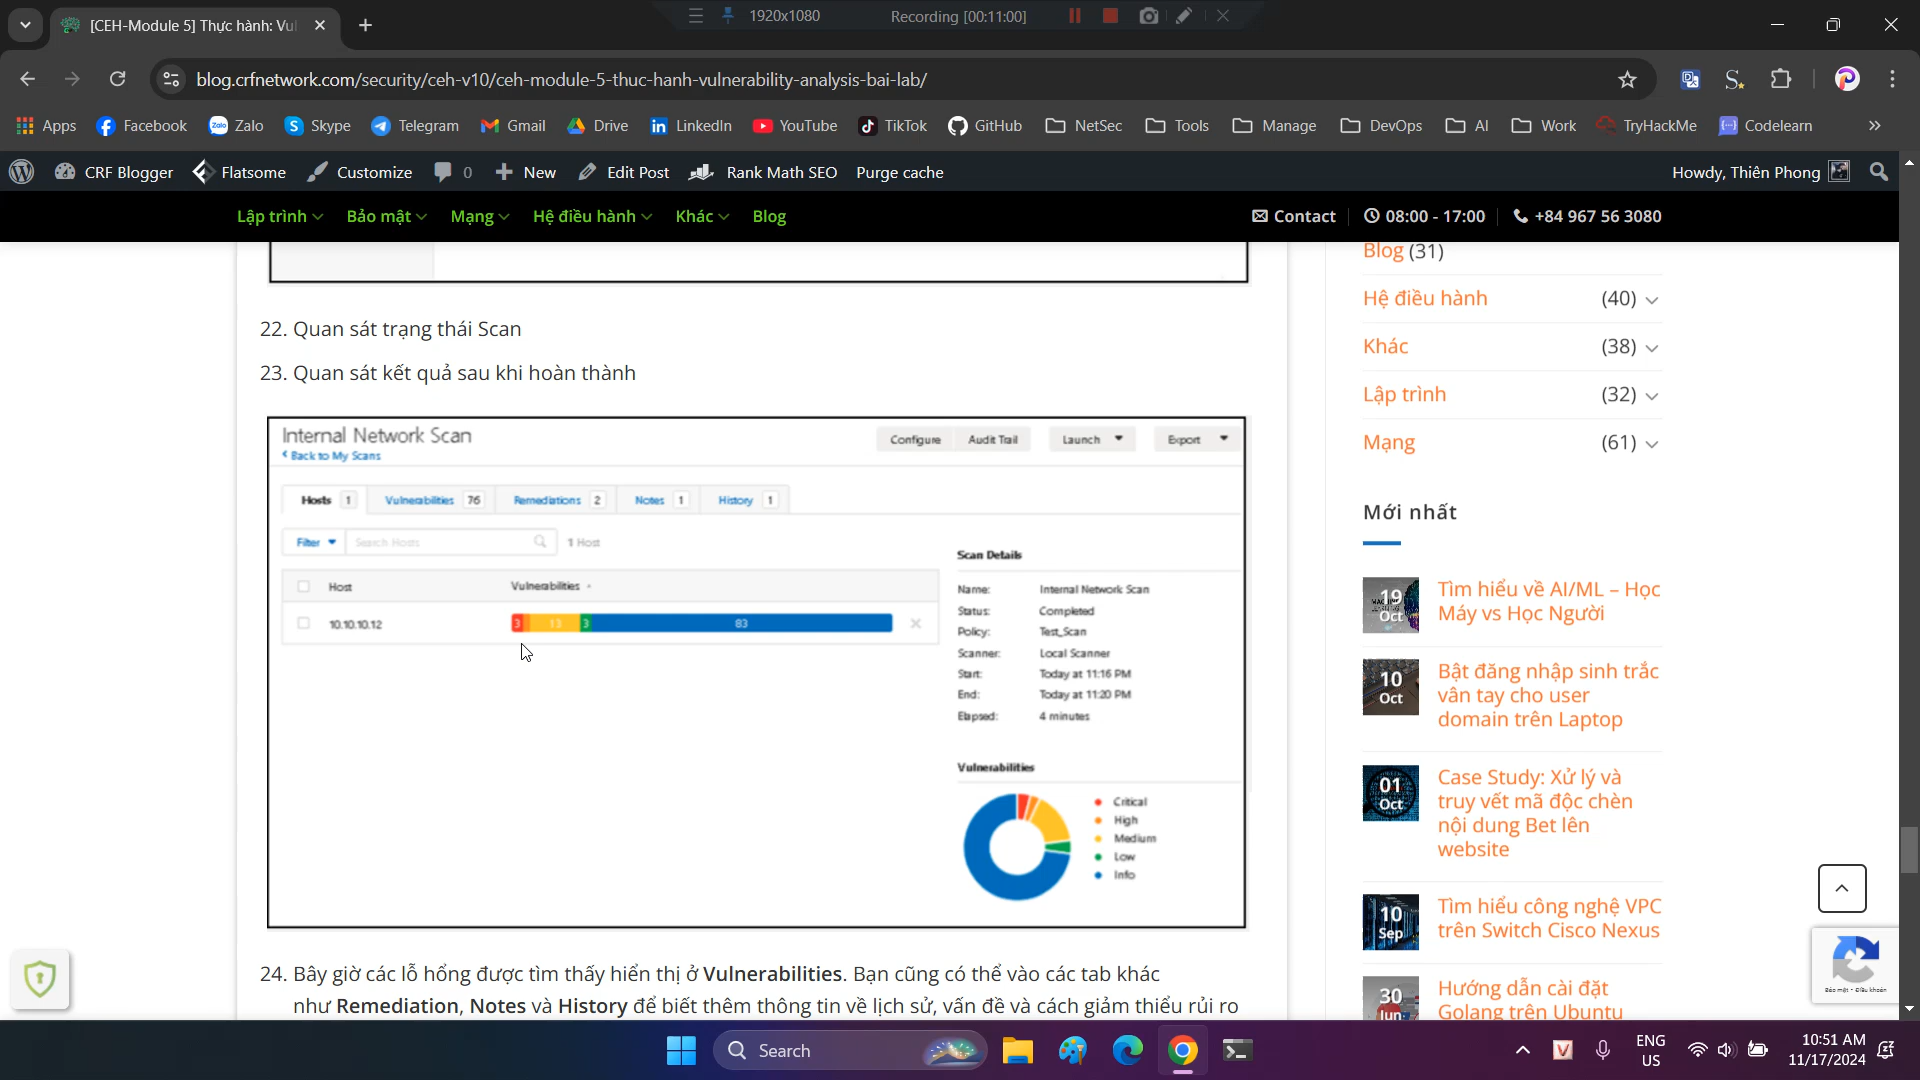 [CEH-Module 5] Thực hành: Vul
1920x1080
Recording [00:11:00]
blog.crfnetwork.com/security/ceh-v10/ceh-module-5-thuc-hanh-vulnerability-analysis-bai-lab/
Apps Facebook Zalo Skype Telegram Gmail Drive LinkedIn YouTube TikTok GitHub NetSec Tools Manage DevOps AI Work TryHackMe Codelearn
CRF Blogger Flatsome Customize 0 New Edit Post Rank Math SEO Purge cache Howdy, Thiên Phong
Lập trình Bảo mật Mạng Hệ điều hành Khác Blog Contact 08:00 - 17:00 +84 967 56 3080
22. Quan sát trạng thái Scan
23. Quan sát kết quả sau khi hoàn thành
Internal Network Scan
Back to My Scans
Configure Audit Trail Launch Export
Hosts 1 Vulnerabilities 76 Remediations 2 Notes 1 History 1
Filter Search Hosts 1 Host
Host Vulnerabilities
10.10.10.12 3 13 3 83
Scan Details
Name: Internal Network Scan
Status: Completed
Policy: Test_Scan
Scanner: Local Scanner
Start: Today at 11:16 PM
End: Today at 11:20 PM
Elapsed: 4 minutes
Vulnerabilities
Critical
High
Medium
Low
Info
24. Bây giờ các lỗ hổng được tìm thấy hiển thị ở Vulnerabilities. Bạn cũng có thể vào các tab khác
như Remediation, Notes và History để biết thêm thông tin về lịch sử, vấn đề và cách giảm thiểu rủi ro
Blog (31)
Hệ điều hành (40)
Khác (38)
Lập trình (32)
Mạng (61)
Mới nhất
19 Oct
Tìm hiểu về AI/ML – Học
Máy vs Học Người
10 Oct
Bật đăng nhập sinh trắc
vân tay cho user
domain trên Laptop
01 Oct
Case Study: Xử lý và
truy vết mã độc chèn
nội dung Bet lên
website
10 Sep
Tìm hiểu công nghệ VPC
trên Switch Cisco Nexus
30 Jun
Hướng dẫn cài đặt
Golang trên Ubuntu
Bảo mật - Điều khoản
Search
ENG
US
10:51 AM
11/17/2024